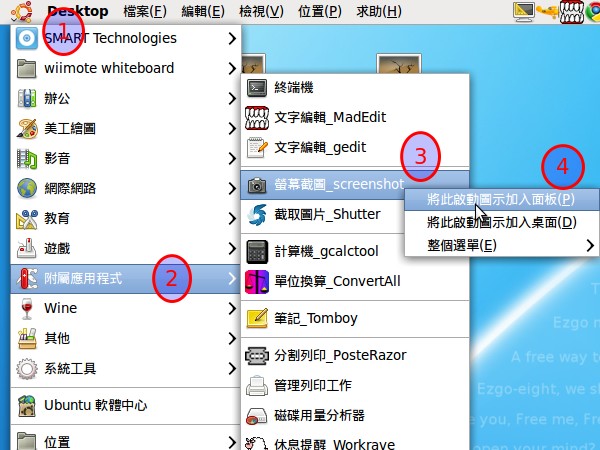 Desktop 檔案(F) 編輯(E) 檢視(V) 位置(P) 求助(H)
1
SMART Technologies
wiimote whiteboard
辦公
美工繪圖
影音
網際網路
教育
遊戲
附屬應用程式 2
Wine
其他
系統工具
Ubuntu 軟體中心
位置
終端機
文字編輯_MadEdit
文字編輯_gedit
3
螢幕截圖_screenshot
截取圖片_Shutter
計算機_gcalctool
單位換算_ConvertAll
筆記_Tomboy
分割列印_PosteRazor
管理列印工作
磁碟用量分析器
休息提醒_Workrave
4
將此啟動圖示加入面板(P)
將此啟動圖示加入桌面(D)
整個選單(E)
Ezgo
A free way to
Ezgo-eight, we
you, Free me, Free
open your mind?